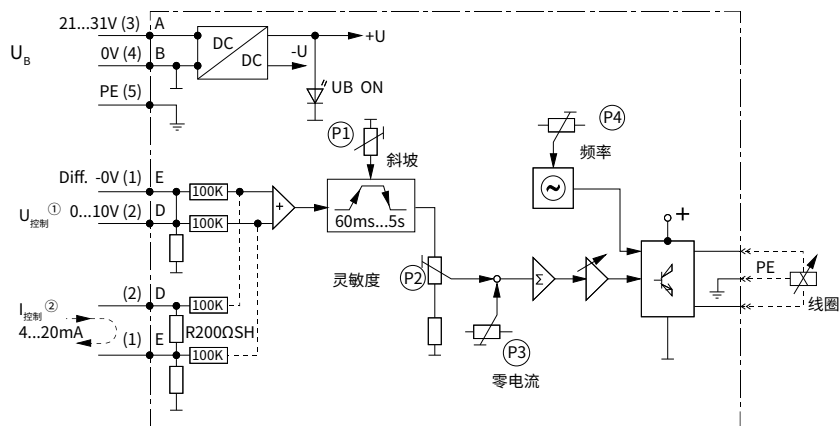 21...31V (3) A
DC
DC
+U
-U
U_B
0V (4) B
UB ON
PE (5)
P1
斜坡
P4
频率
Diff. -0V (1) E
100K
U控制① 0...10V (2) D
100K
+
60ms...5s
+
灵敏度
P2
Σ
PE
线圈
(2) D
100K
I控制②
4...20mA
R200ΩSH
(1) E
100K
P3
零电流